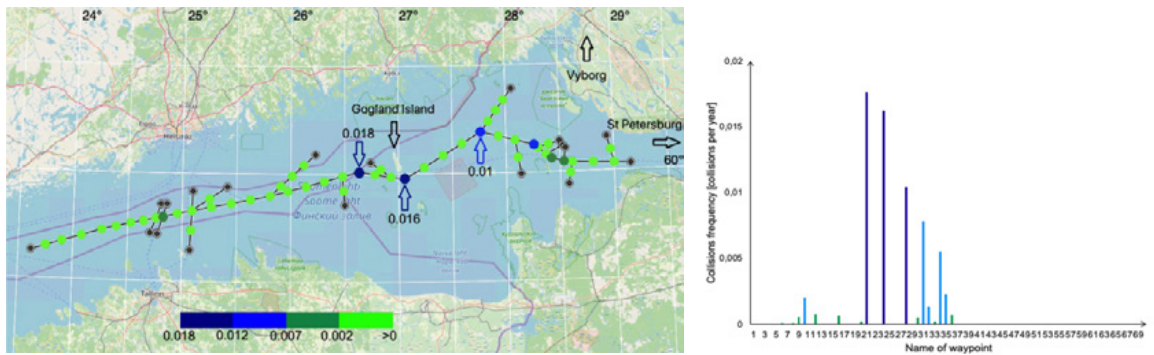 24° 25 26 27 28 29
Vyborg
Gogland Island
St Petersburg
0.018
60°
0.01
0.016
Soome laht
Финский залив
Tallinn
0.018 0.012 0.007 0.002 >0
Collisions frequency [collisions per year]
0,02
0,015
0,01
0,005
0
1 3 5 7 9 11 13 15 17 19 21 23 25 27 29 31 33 35 37 39 41 43 45 47 49 51 53 55 57 59 61 63 65 67 69
Name of waypoint